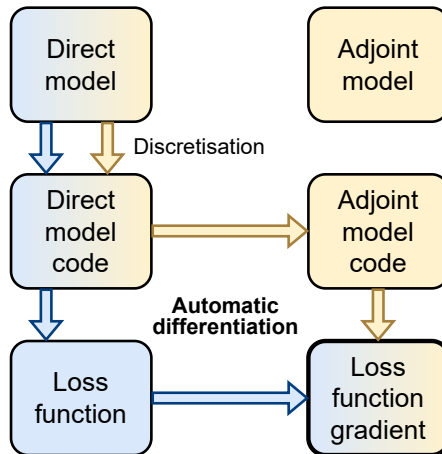 Direct
model
Adjoint
model
Discretisation
Direct
model
code
Adjoint
model
code
Automatic
differentiation
Loss
function
Loss
function
gradient